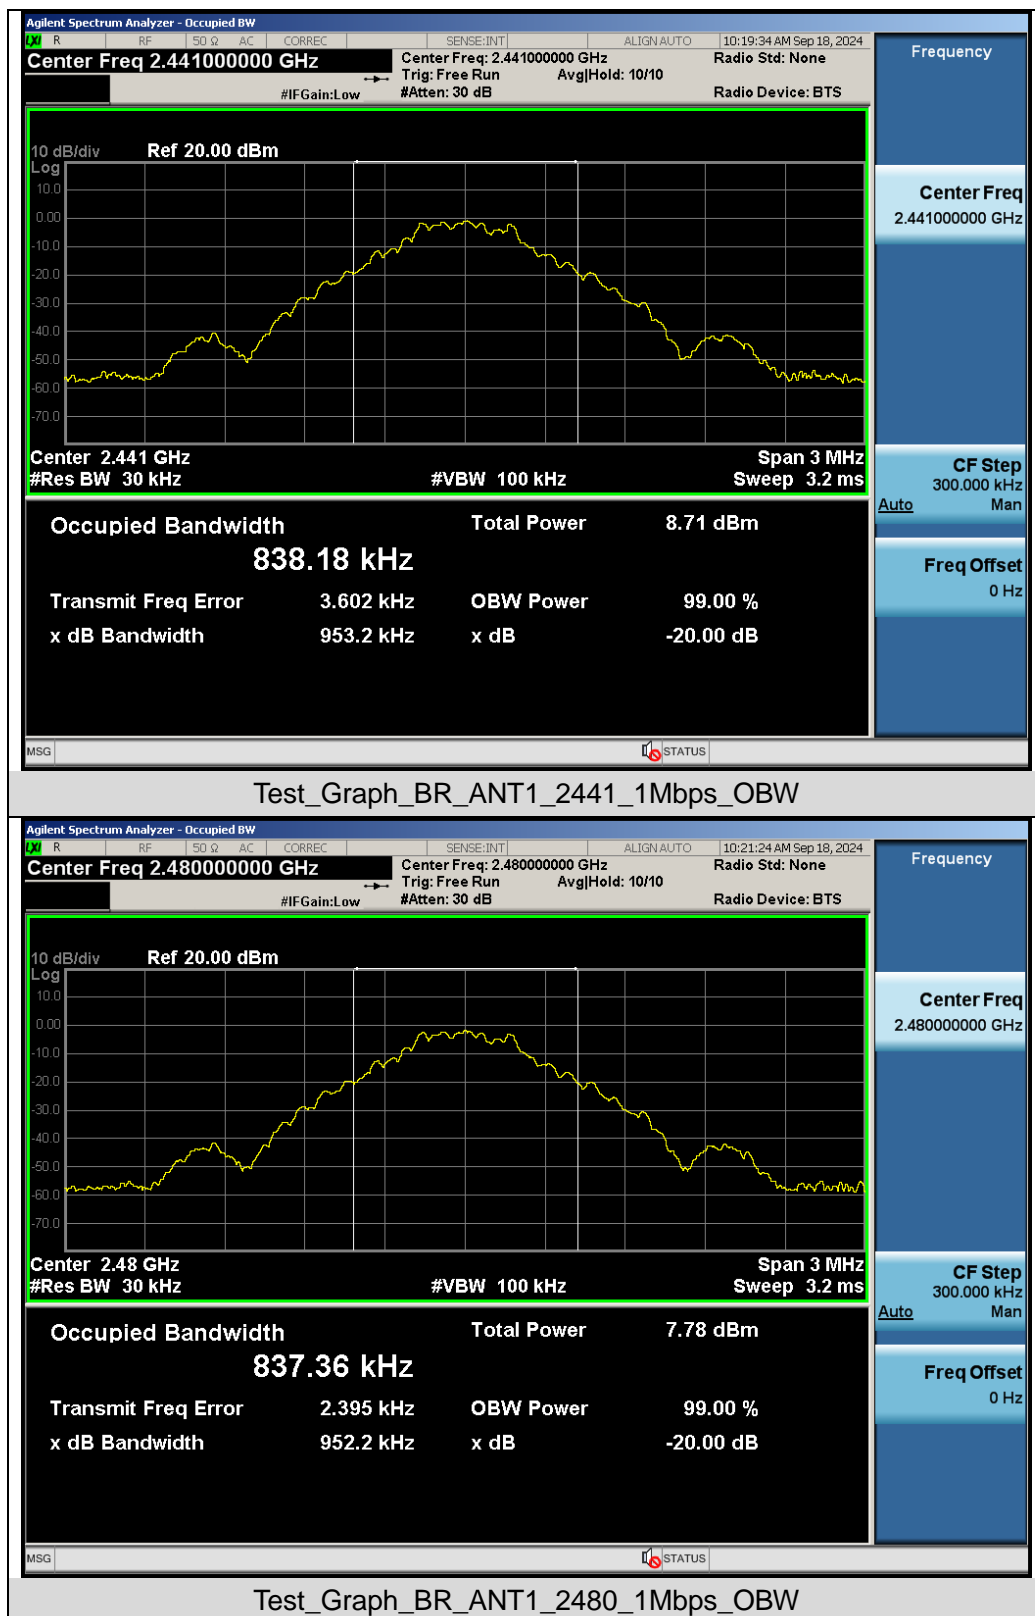 Agilent Spectrum Analyzer - Occupied BW
LXI R RF 50 Ω AC CORREC SENSE:INT ALIGN AUTO 10:19:34 AM Sep 18, 2024
Center Freq 2.441000000 GHz
Center Freq: 2.441000000 GHz
Radio Std: None
Trig: Free Run Avg|Hold: 10/10
#IFGain:Low #Atten: 30 dB Radio Device: BTS
Frequency
10 dB/div Ref 20.00 dBm
Log
10.0
0.00
-10.0
-20.0
-30.0
-40.0
-50.0
-60.0
-70.0
Center Freq
2.441000000 GHz
Center 2.441 GHz Span 3 MHz
#Res BW 30 kHz #VBW 100 kHz Sweep 3.2 ms
CF Step
300.000 kHz
Auto Man
Occupied Bandwidth Total Power 8.71 dBm
838.18 kHz
Freq Offset
0 Hz
Transmit Freq Error 3.602 kHz OBW Power 99.00 %
x dB Bandwidth 953.2 kHz x dB -20.00 dB
MSG STATUS
Test_Graph_BR_ANT1_2441_1Mbps_OBW
Agilent Spectrum Analyzer - Occupied BW
LXI R RF 50 Ω AC CORREC SENSE:INT ALIGN AUTO 10:21:24 AM Sep 18, 2024
Center Freq 2.480000000 GHz
Center Freq: 2.480000000 GHz
Radio Std: None
Trig: Free Run Avg|Hold: 10/10
#IFGain:Low #Atten: 30 dB Radio Device: BTS
Frequency
10 dB/div Ref 20.00 dBm
Log
10.0
0.00
-10.0
-20.0
-30.0
-40.0
-50.0
-60.0
-70.0
Center Freq
2.480000000 GHz
Center 2.48 GHz Span 3 MHz
#Res BW 30 kHz #VBW 100 kHz Sweep 3.2 ms
CF Step
300.000 kHz
Auto Man
Occupied Bandwidth Total Power 7.78 dBm
837.36 kHz
Freq Offset
0 Hz
Transmit Freq Error 2.395 kHz OBW Power 99.00 %
x dB Bandwidth 952.2 kHz x dB -20.00 dB
MSG STATUS
Test_Graph_BR_ANT1_2480_1Mbps_OBW